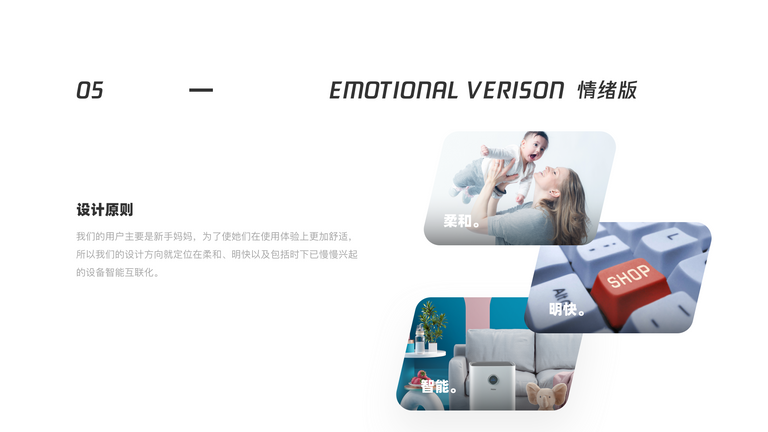 05 — EMOTIONAL VERISON 情绪版
设计原则
我们的用户主要是新手妈妈，为了使她们在使用体验上更加舒适，
所以我们的设计方向就定位在柔和、明快以及包括时下已慢慢兴起
的设备智能互联化。
柔和。
SHOP
Alt
明快。
智能。